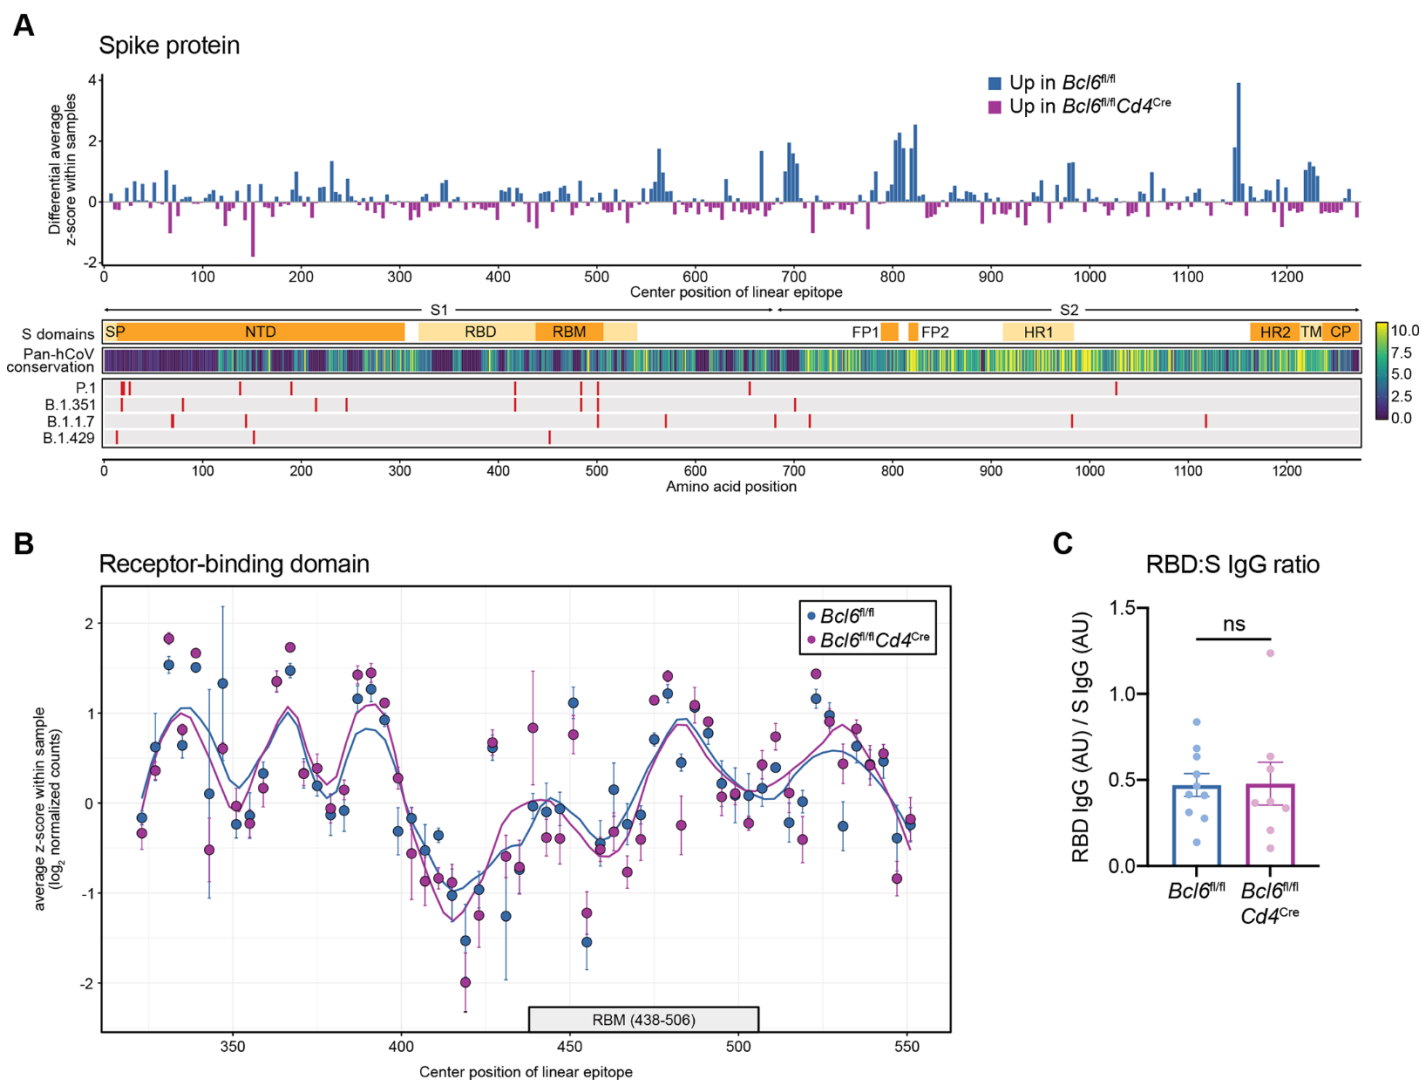 A
Spike protein
Differential average
z-score within samples
4
2
0
-2
Up in Bcl6fl/fl
Up in Bcl6fl/flCd4Cre
0 100 200 300 400 500 600 700 800 900 1000 1100 1200
Center position of linear epitope
S1 S2
S domains SP NTD RBD RBM FP1 FP2 HR1 HR2 TM CP
Pan-hCoV
conservation
10.0
7.5
5.0
2.5
0.0
P.1
B.1.351
B.1.1.7
B.1.429
0 100 200 300 400 500 600 700 800 900 1000 1100 1200
Amino acid position
B
Receptor-binding domain
average z-score within sample
(log2 normalized counts)
2
1
0
-1
-2
Bcl6fl/fl
Bcl6fl/flCd4Cre
RBM (438-506)
350 400 450 500 550
Center position of linear epitope
C
RBD:S IgG ratio
RBD IgG (AU) / S IgG (AU)
1.5
1.0
0.5
0.0
ns
Bcl6fl/fl Bcl6fl/fl
Cd4Cre